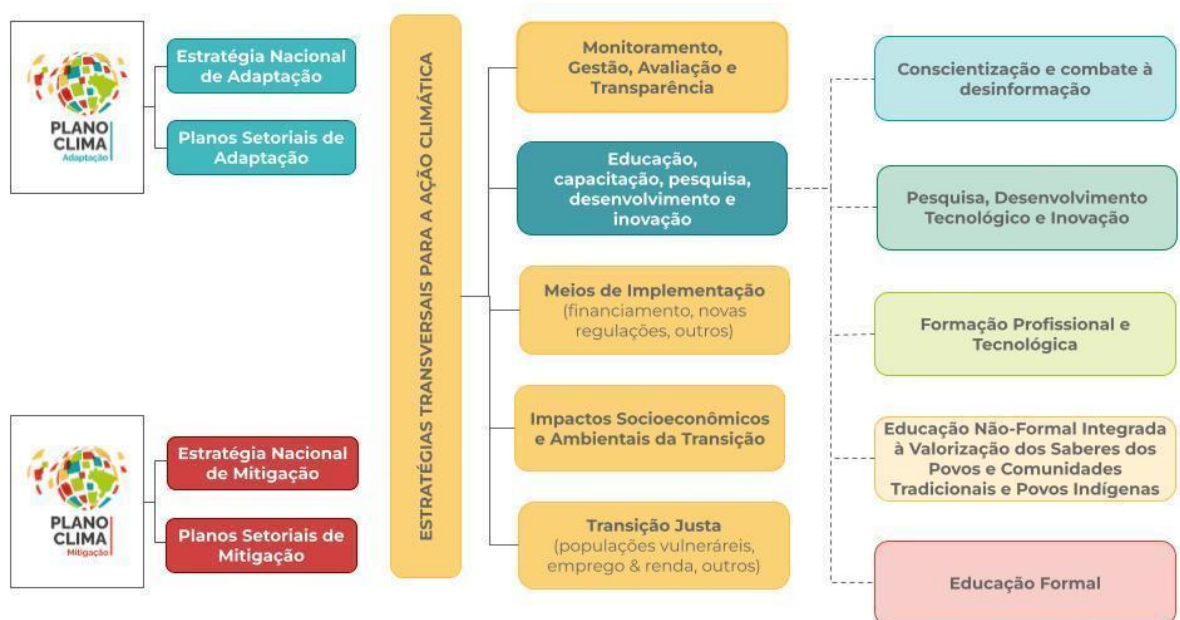 PLANO
CLIMA
Adaptação
Estratégia Nacional
de Adaptação
Planos Setoriais de
Adaptação
PLANO
CLIMA
Mitigação
Estratégia Nacional
de Mitigação
Planos Setoriais de
Mitigação
ESTRATÉGIAS TRANSVERSAIS PARA A AÇÃO CLIMÁTICA
Monitoramento,
Gestão, Avaliação e
Transparência
Educação,
capacitação, pesquisa,
desenvolvimento e
inovação
Meios de Implementação
(financiamento, novas
regulações, outros)
Impactos Socioeconômicos
e Ambientais da Transição
Transição Justa
(populações vulneráreis,
emprego & renda, outros)
Conscientização e combate à
desinformação
Pesquisa, Desenvolvimento
Tecnológico e Inovação
Formação Profissional e
Tecnológica
Educação Não-Formal Integrada
à Valorização dos Saberes dos
Povos e Comunidades
Tradicionais e Povos Indígenas
Educação Formal